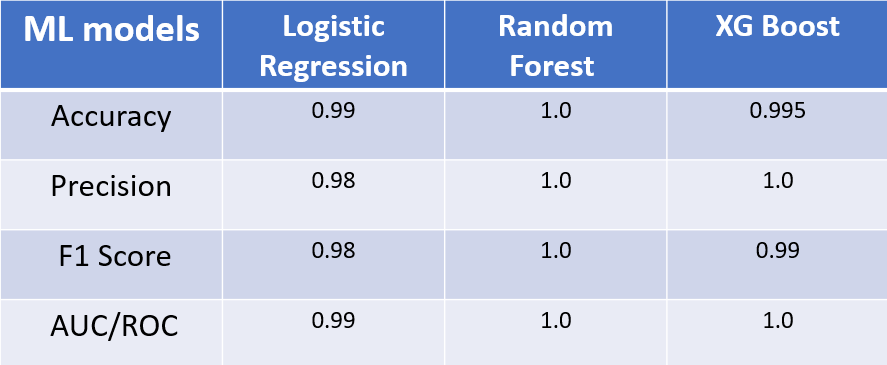 ML models Logistic Regression Random Forest XG Boost
Accuracy 0.99 1.0 0.995
Precision 0.98 1.0 1.0
F1 Score 0.98 1.0 0.99
AUC/ROC 0.99 1.0 1.0